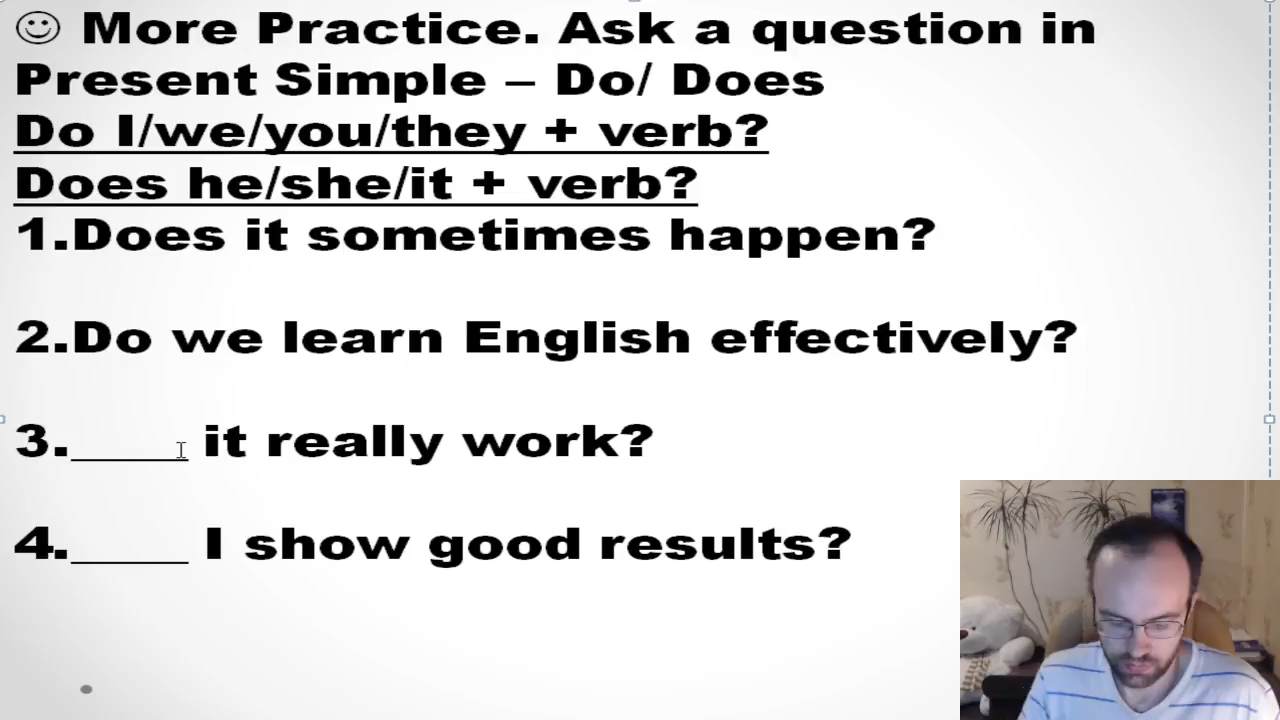 ☺ More Practice. Ask a question in
Present Simple – Do/ Does
Do I/we/you/they + verb?
Does he/she/it + verb?
1.Does it sometimes happen?
2.Do we learn English effectively?
3._____ it really work?
4._____ I show good results?